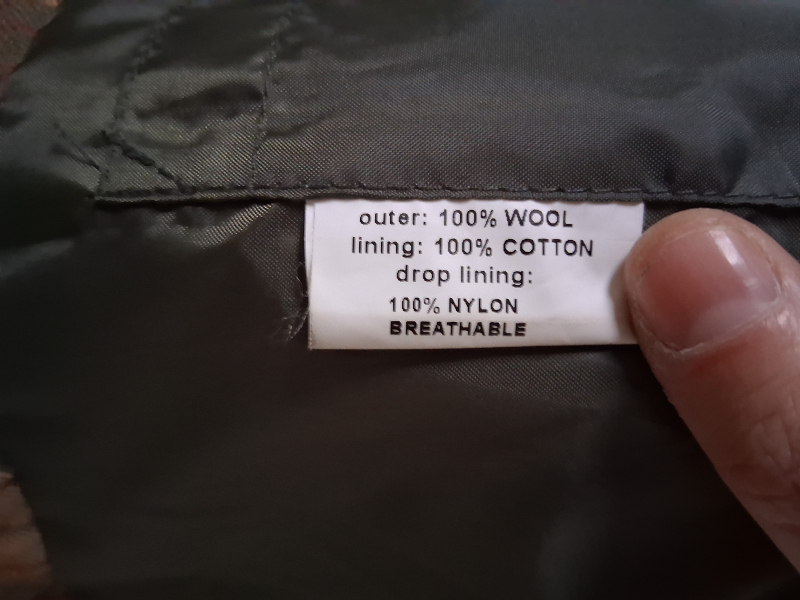 outer: 100% WOOL
lining: 100% COTTON
drop lining:
100% NYLON
BREATHABLE